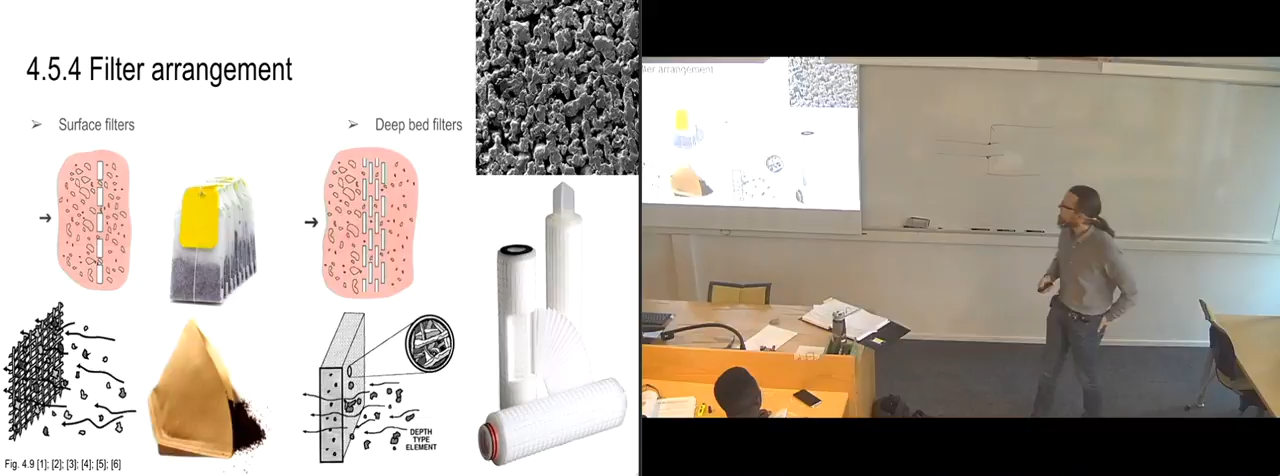 4.5.4 Filter arrangement
➢ Surface filters
➢ Deep bed filters
DEPTH
TYPE
ELEMENT
Fig. 4.9 [1]; [2]; [3]; [4]; [5]; [6]
arrangement